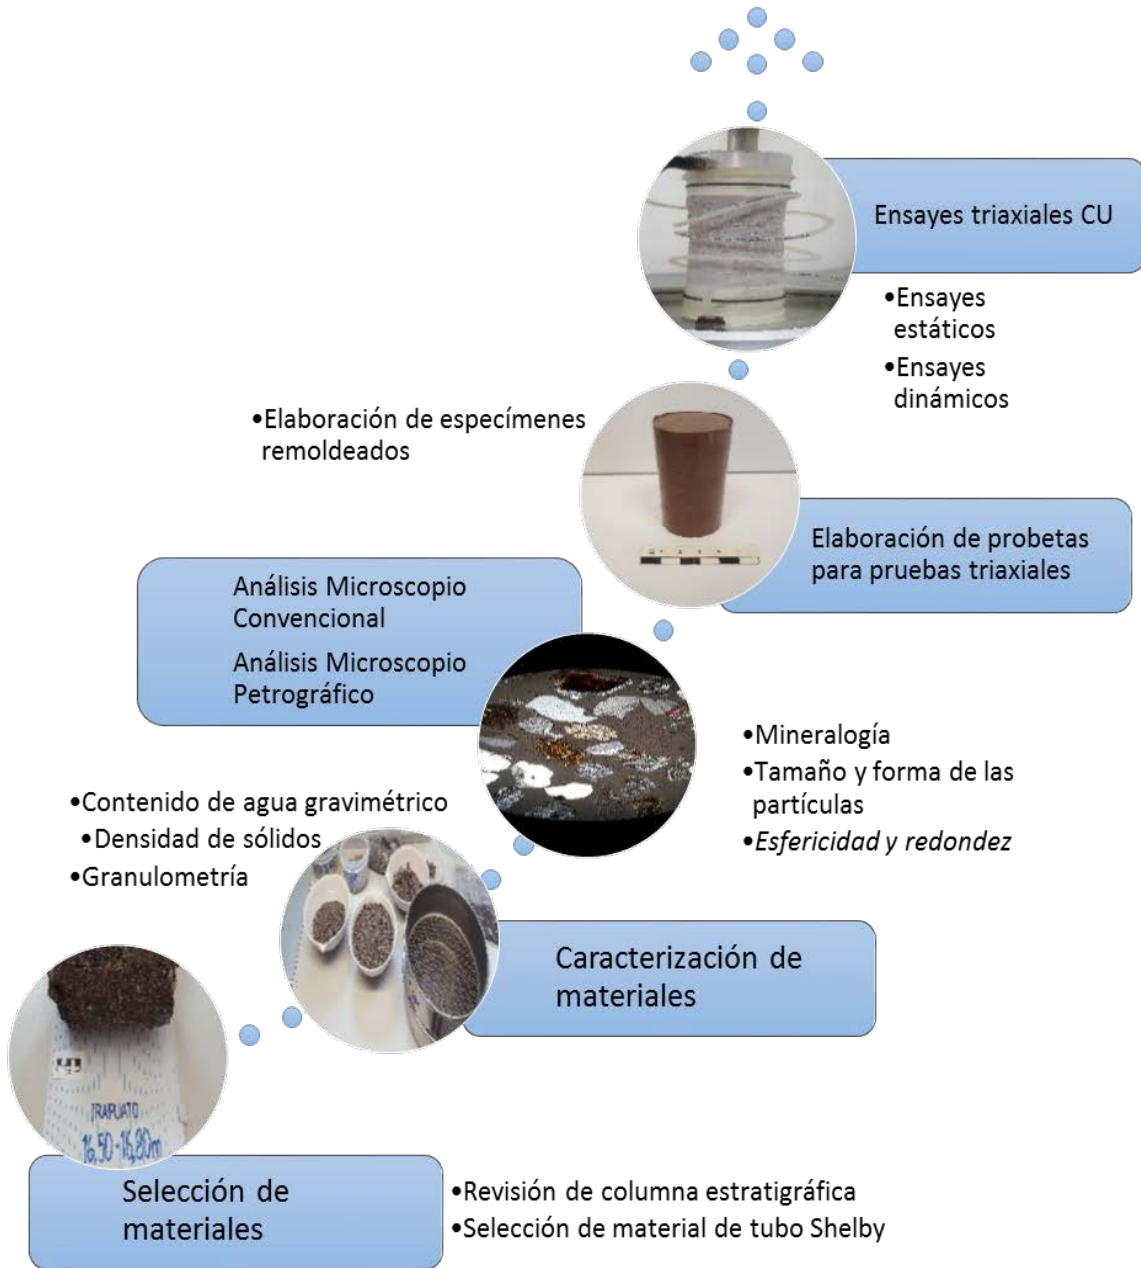 Ensayes triaxiales CU
•Ensayes
estáticos
•Ensayes
dinámicos
•Elaboración de especímenes
remoldeados
Elaboración de probetas
para pruebas triaxiales
Análisis Microscopio
Convencional
Análisis Microscopio
Petrográfico
•Mineralogía
•Tamaño y forma de las
partículas
•Esfericidad y redondez
•Contenido de agua gravimétrico
•Densidad de sólidos
•Granulometría
Caracterización de
materiales
IRAPUATO
16,50-16,80m
Selección de
materiales
•Revisión de columna estratigráfica
•Selección de material de tubo Shelby